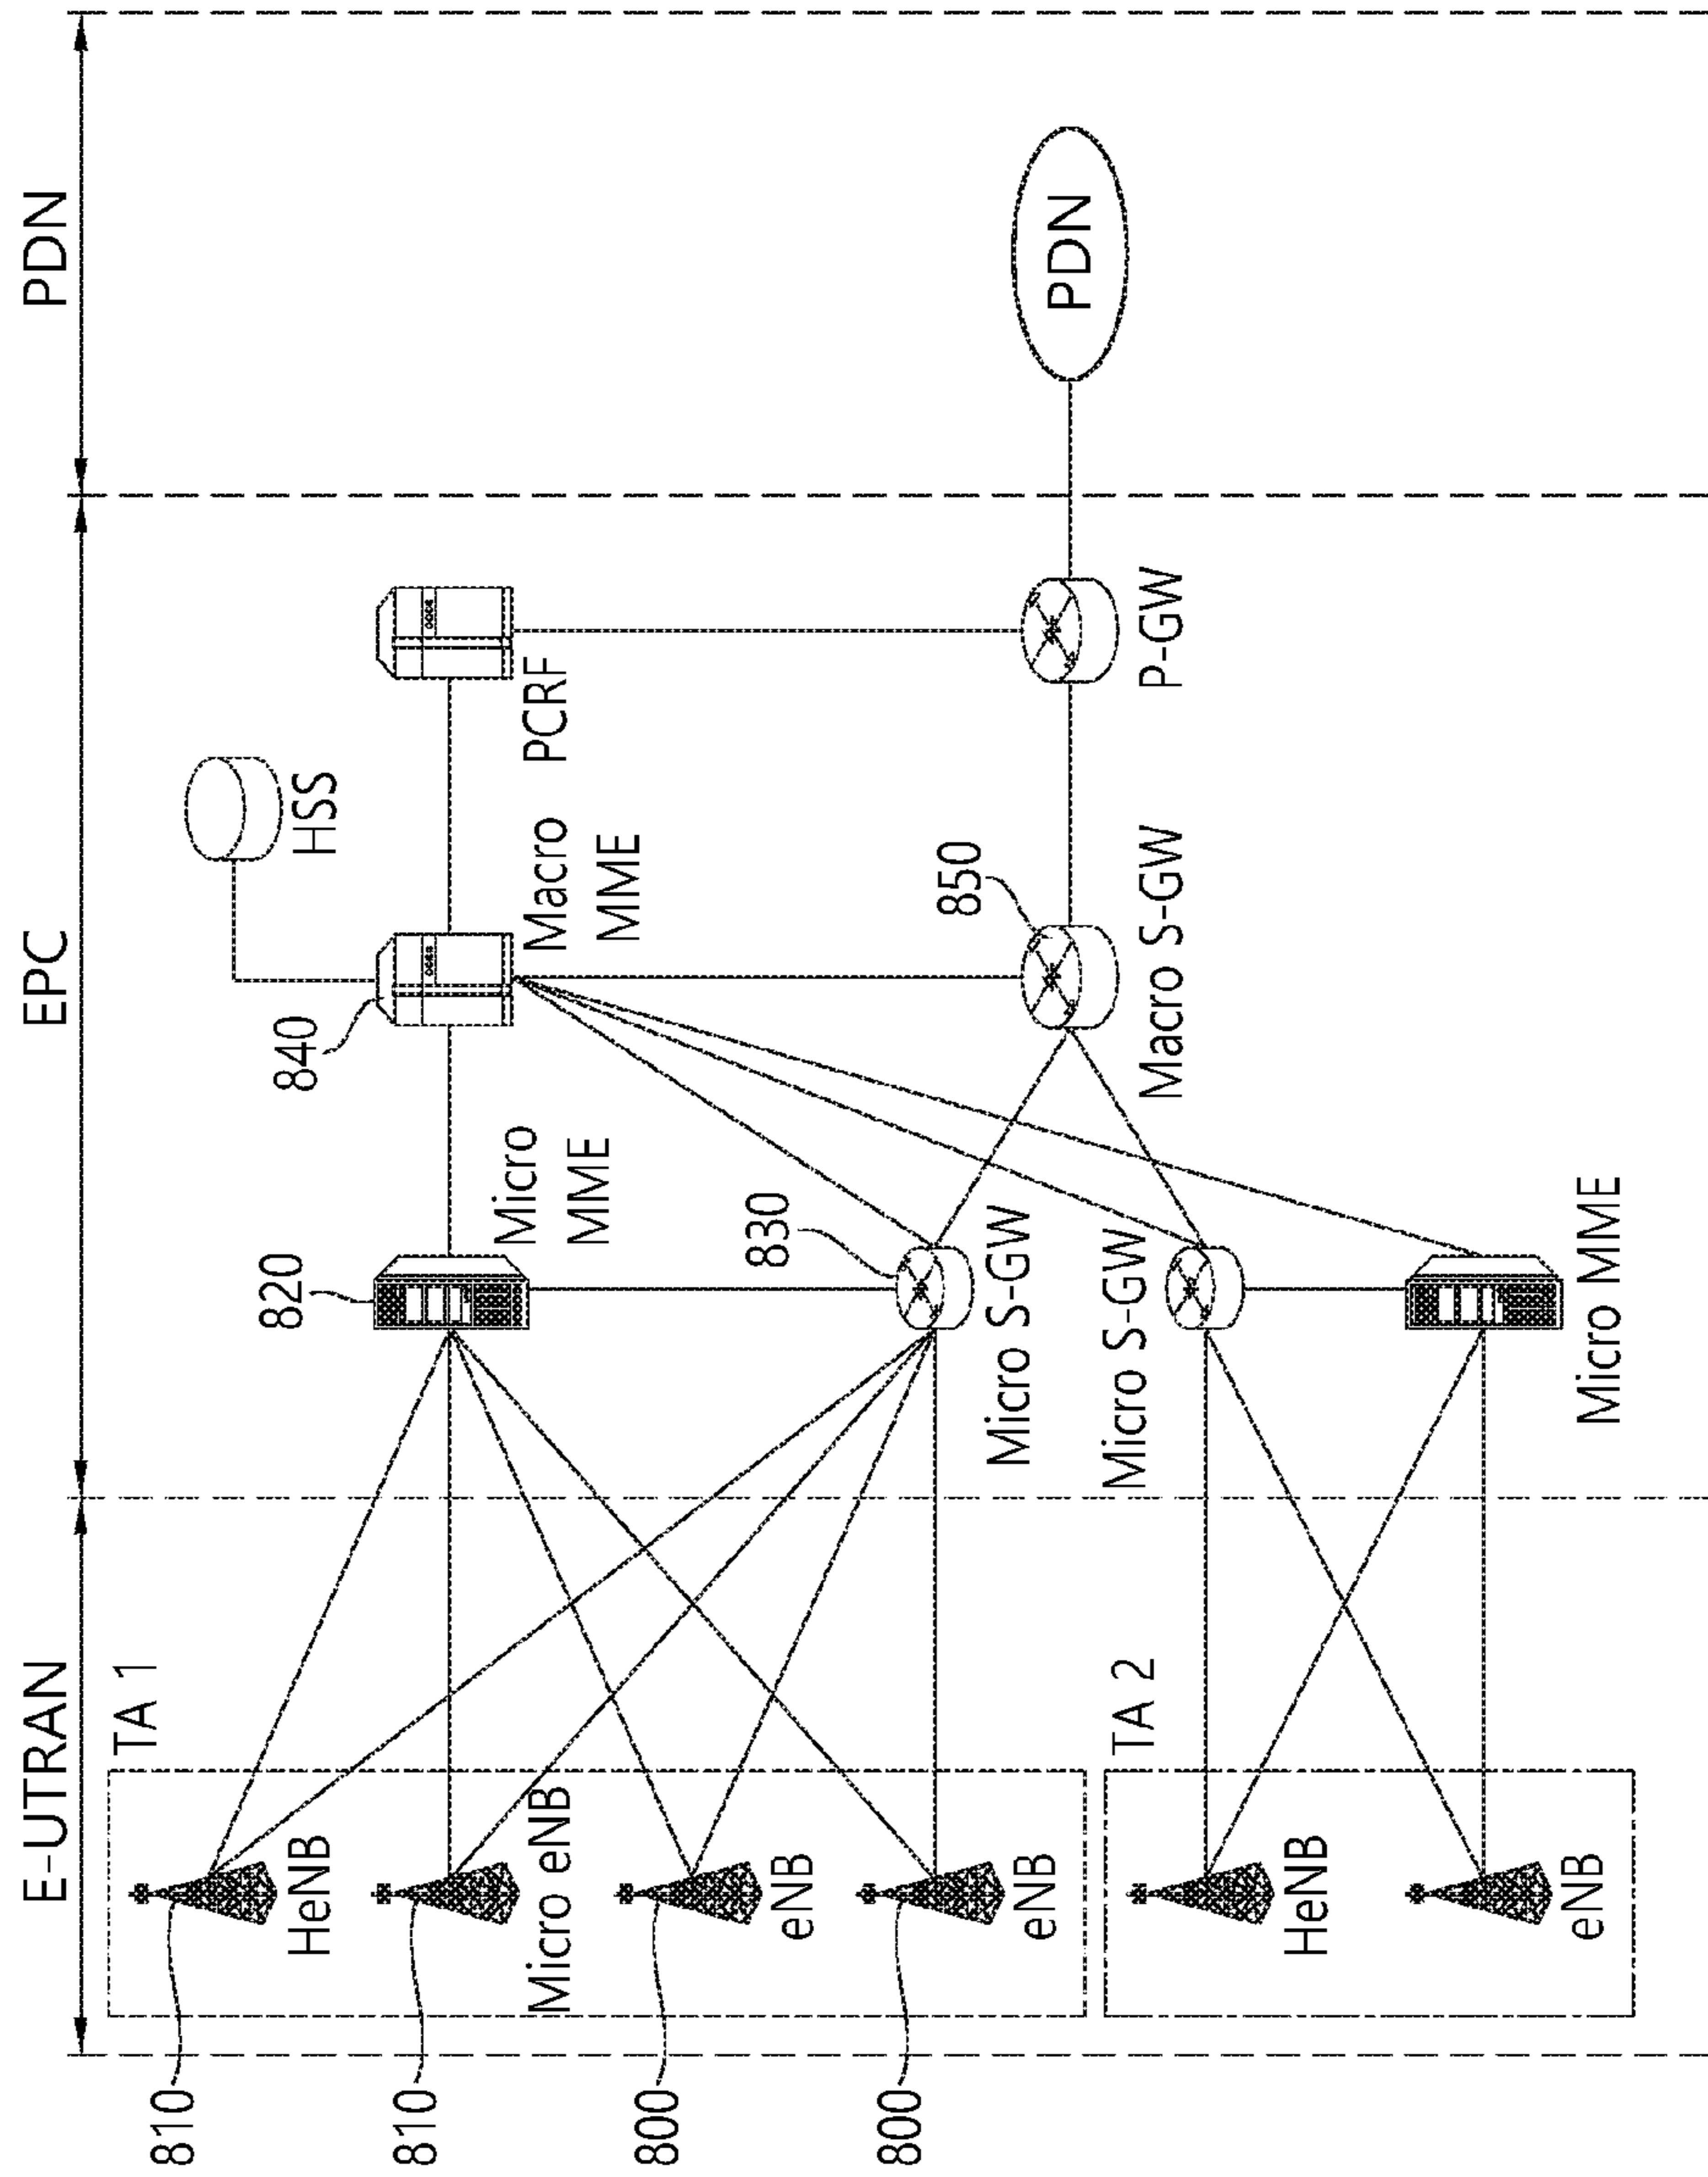 E-UTRAN
EPC
PDN
TA 1
810
HeNB
810
Micro eNB
800
eNB
800
eNB
TA 2
HeNB
eNB
820
Micro
MME
830
Micro S-GW
Micro S-GW
Micro MME
840
Macro
MME
HSS
850
Macro S-GW
PCRF
P-GW
PDN